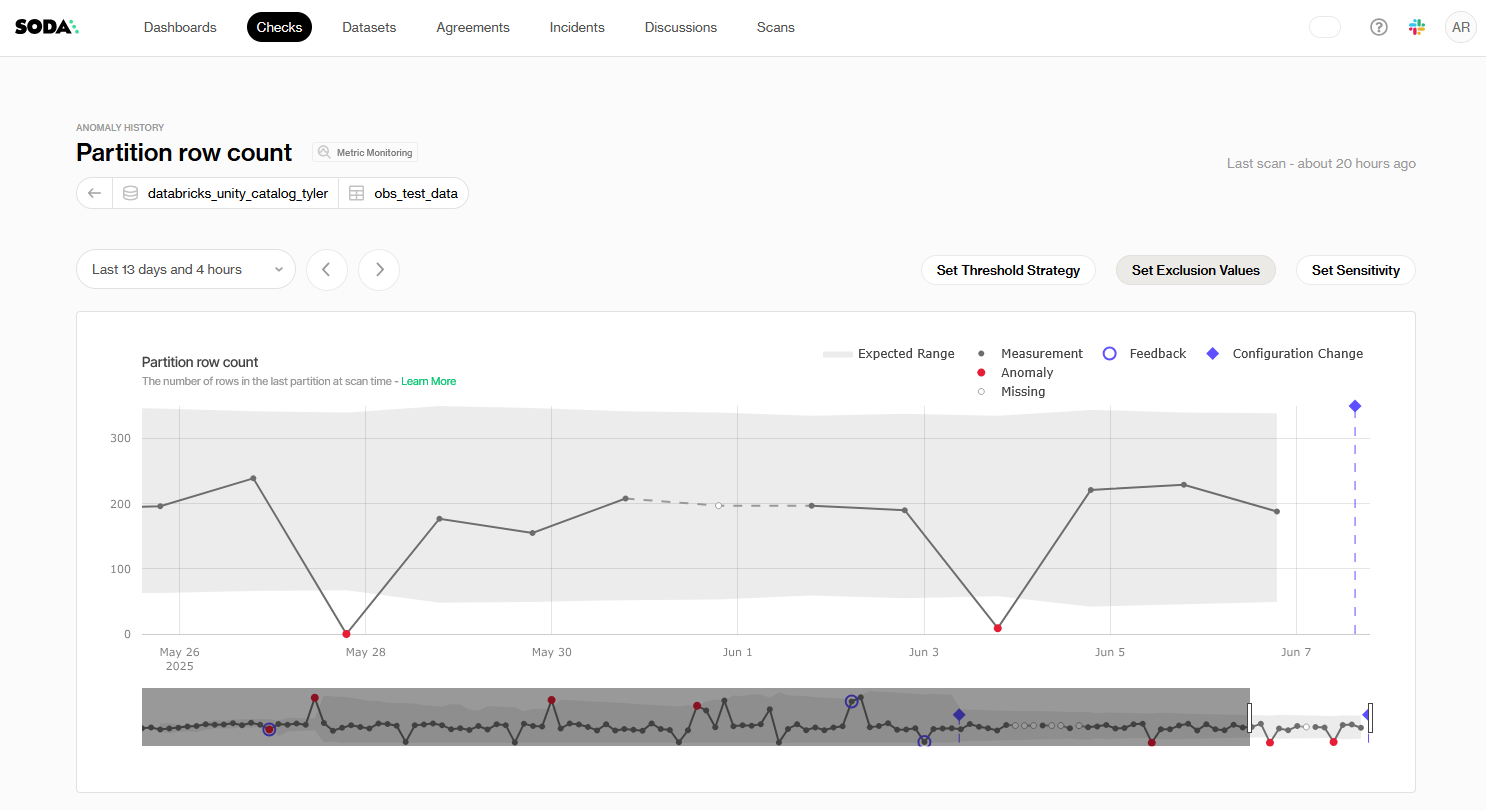 SODA
Dashboards Checks Datasets Agreements Incidents Discussions Scans
? AR
ANOMALY HISTORY
Partition row count Metric Monitoring
Last scan - about 20 hours ago
databricks_unity_catalog_tyler obs_test_data
Last 13 days and 4 hours
Set Threshold Strategy Set Exclusion Values Set Sensitivity
Partition row count
The number of rows in the last partition at scan time - Learn More
Expected Range Measurement Feedback Configuration Change
Anomaly
Missing
300
200
100
0
May 26 May 28 May 30 Jun 1 Jun 3 Jun 5 Jun 7
2025